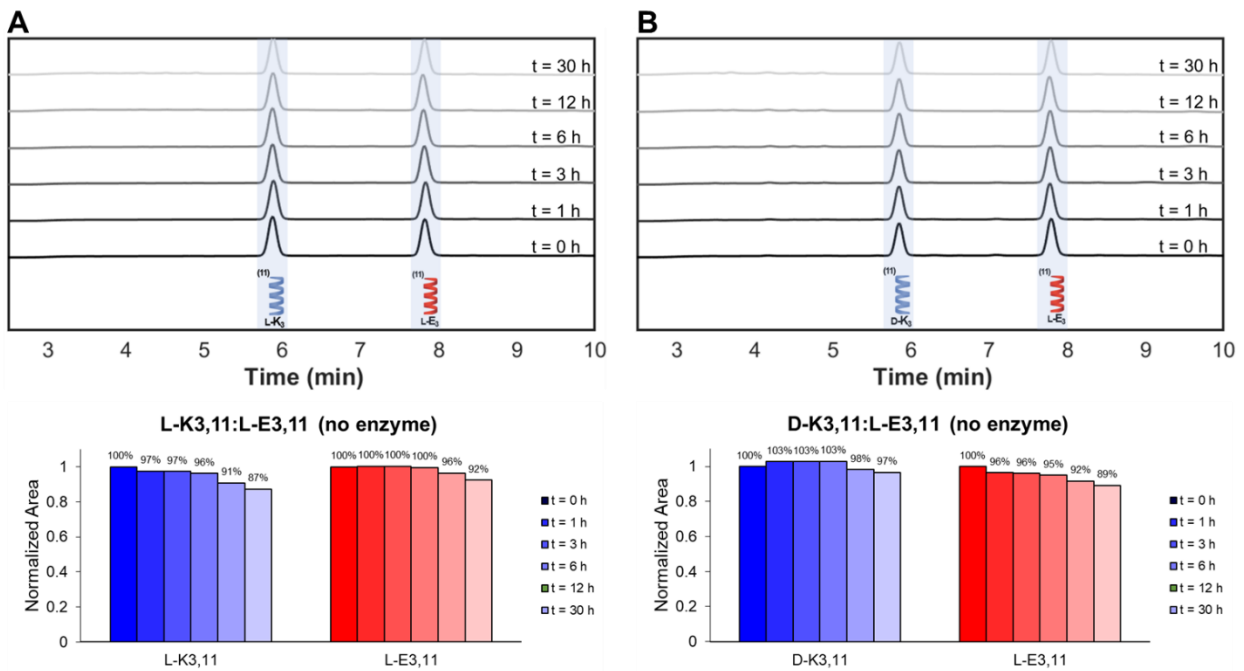 A
t = 30 h
t = 12 h
t = 6 h
t = 3 h
t = 1 h
t = 0 h
(11)
(11)
L-K3
L-E3
3 4 5 6 7 8 9 10
Time (min)
B
t = 30 h
t = 12 h
t = 6 h
t = 3 h
t = 1 h
t = 0 h
(11)
(11)
D-K3
L-E3
3 4 5 6 7 8 9 10
Time (min)
L-K3,11:L-E3,11 (no enzyme)
Normalized Area
1
0.8
0.6
0.4
0.2
0
100% 97% 97% 96% 91% 87%
100% 100% 100% 100% 96% 92%
L-K3,11
L-E3,11
t = 0 h
t = 1 h
t = 3 h
t = 6 h
t = 12 h
t = 30 h
D-K3,11:L-E3,11 (no enzyme)
Normalized Area
1
0.8
0.6
0.4
0.2
0
100% 103% 103% 103% 98% 97%
100% 96% 96% 95% 92% 89%
D-K3,11
L-E3,11
t = 0 h
t = 1 h
t = 3 h
t = 6 h
t = 12 h
t = 30 h